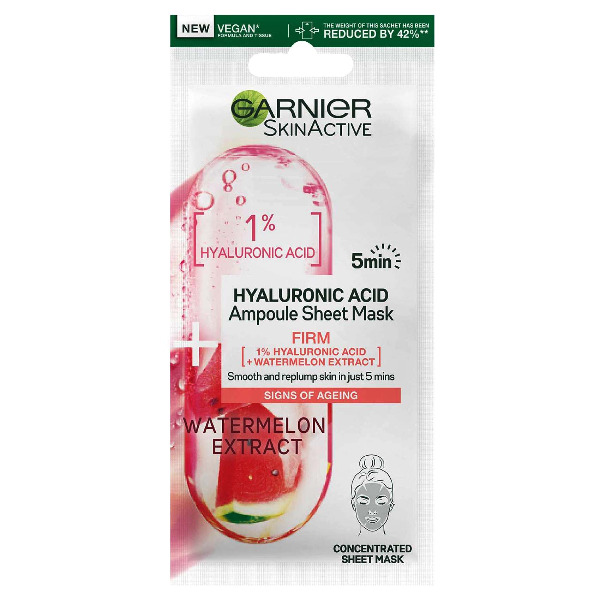 NEW
VEGAN^
FORMULA AND TISSUE
THE WEIGHT OF THIS SACHET HAS BEEN
REDUCED BY 42%**
GARNIER
SKINACTIVE
1%
HYALURONIC ACID
5min
HYALURONIC ACID
Ampoule Sheet Mask
FIRM
1% HYALURONIC ACID
+ WATERMELON EXTRACT
Smooth and replump skin in just 5 mins
SIGNS OF AGEING
+
WATERMELON
EXTRACT
CONCENTRATED
SHEET MASK